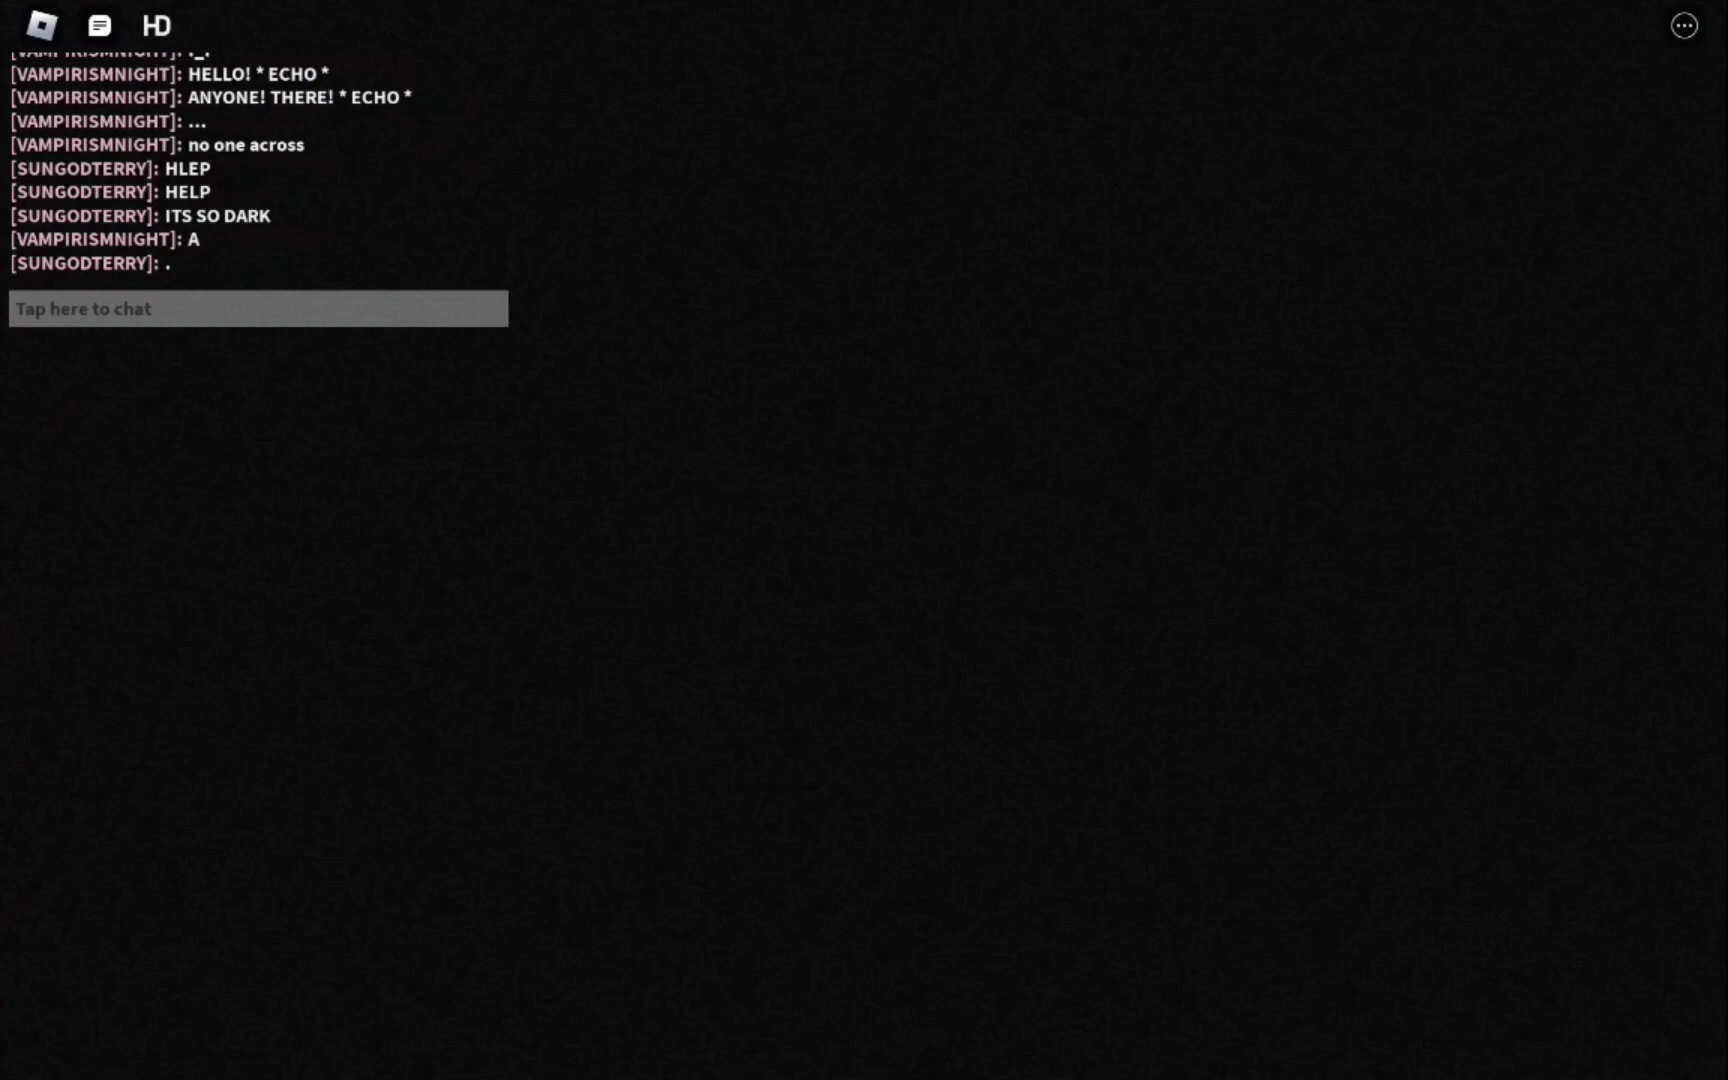 HD
[VAMPIRISMNIGHT]: ._.
[VAMPIRISMNIGHT]: HELLO! * ECHO *
[VAMPIRISMNIGHT]: ANYONE! THERE! * ECHO *
[VAMPIRISMNIGHT]: ...
[VAMPIRISMNIGHT]: no one across
[SUNGODTERRY]: HLEP
[SUNGODTERRY]: HELP
[SUNGODTERRY]: ITS SO DARK
[VAMPIRISMNIGHT]: A
[SUNGODTERRY]: .
Tap here to chat